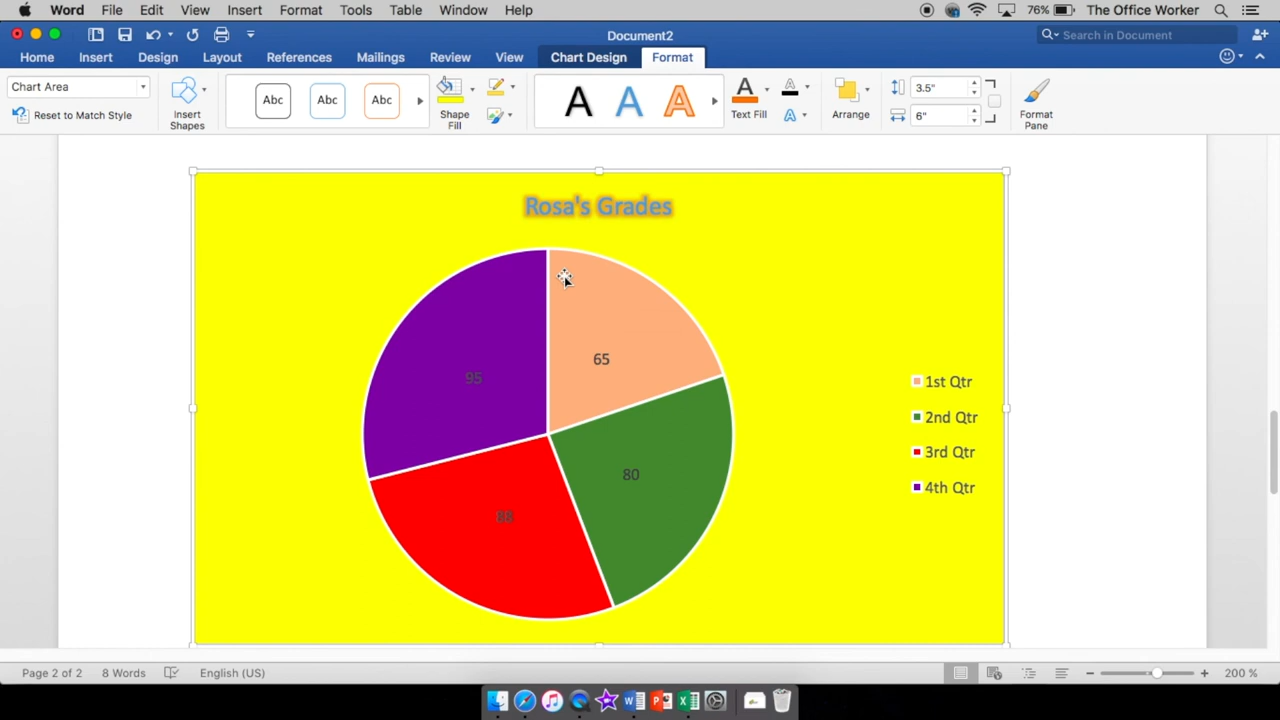 Word File Edit View Insert Format Tools Table Window Help 76% The Office Worker
Document2
Search in Document
Home Insert Design Layout References Mailings Review View Chart Design Format
Chart Area
Reset to Match Style
Insert
Shapes
Abc Abc Abc
Shape
Fill
A A A
A
Text Fill
A
A
Arrange
3.5"
6"
Format
Pane
Rosa's Grades
65
95
80
88
1st Qtr
2nd Qtr
3rd Qtr
4th Qtr
Page 2 of 2 8 Words English (US) 200 %